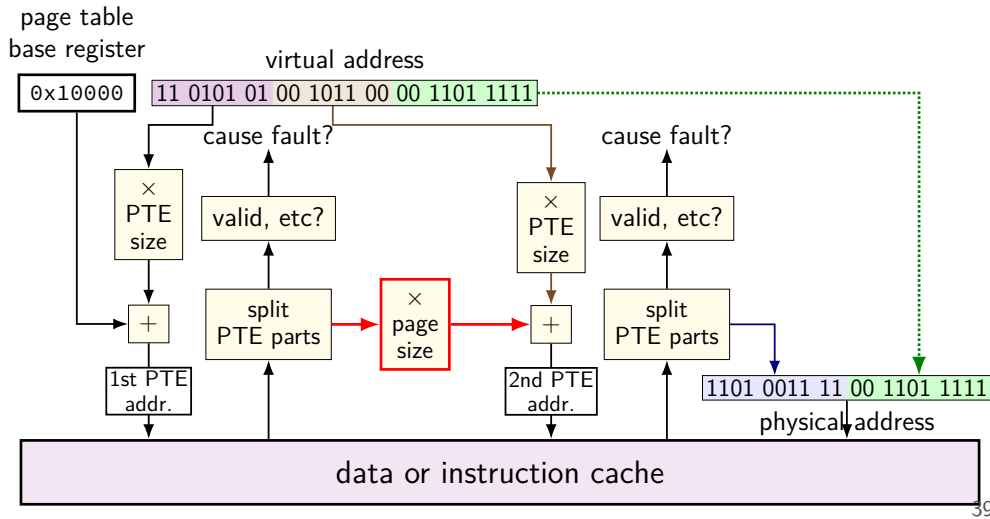 page table
base register
virtual address
0x10000
11 0101 01 00 1011 00 00 1101 1111
cause fault?
cause fault?
×
PTE
size
valid, etc?
×
PTE
size
valid, etc?
+
split
PTE parts
×
page
size
+
split
PTE parts
1st PTE
addr.
2nd PTE
addr.
1101 0011 11 00 1101 1111
physical address
data or instruction cache
39